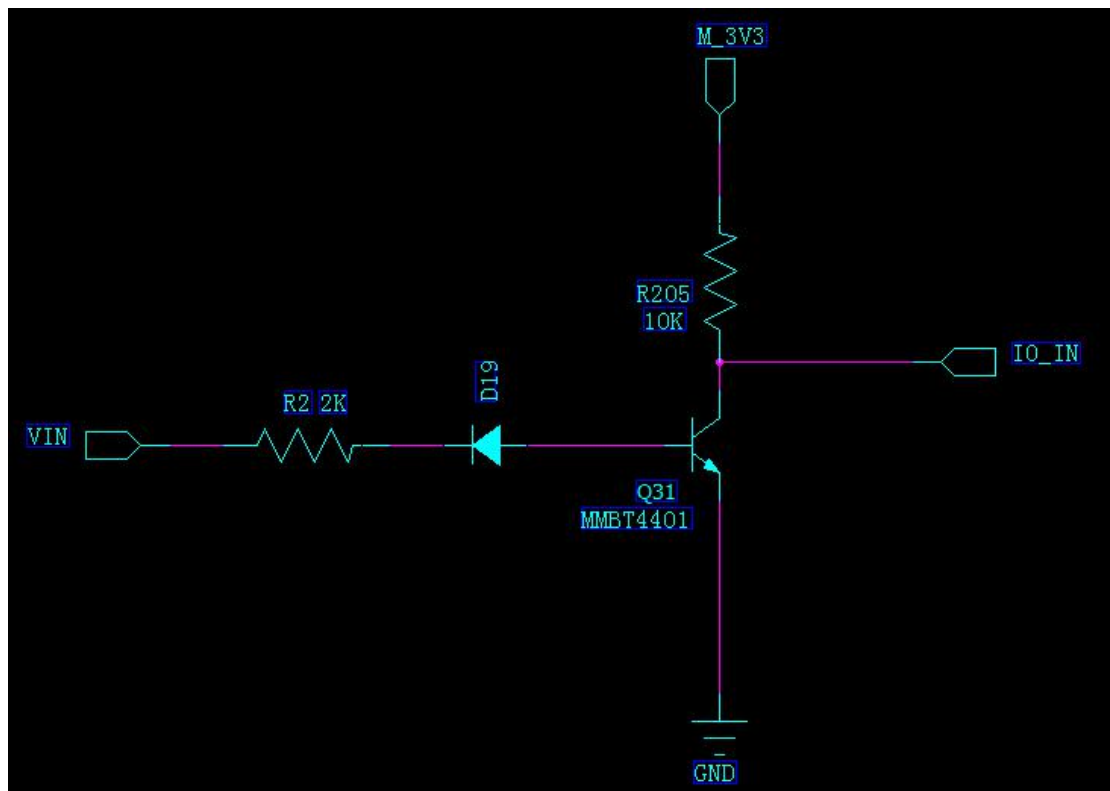 M_3V3
R205
10K
IO_IN
D19
R2 2K
VIN
Q31
MMBT4401
GND